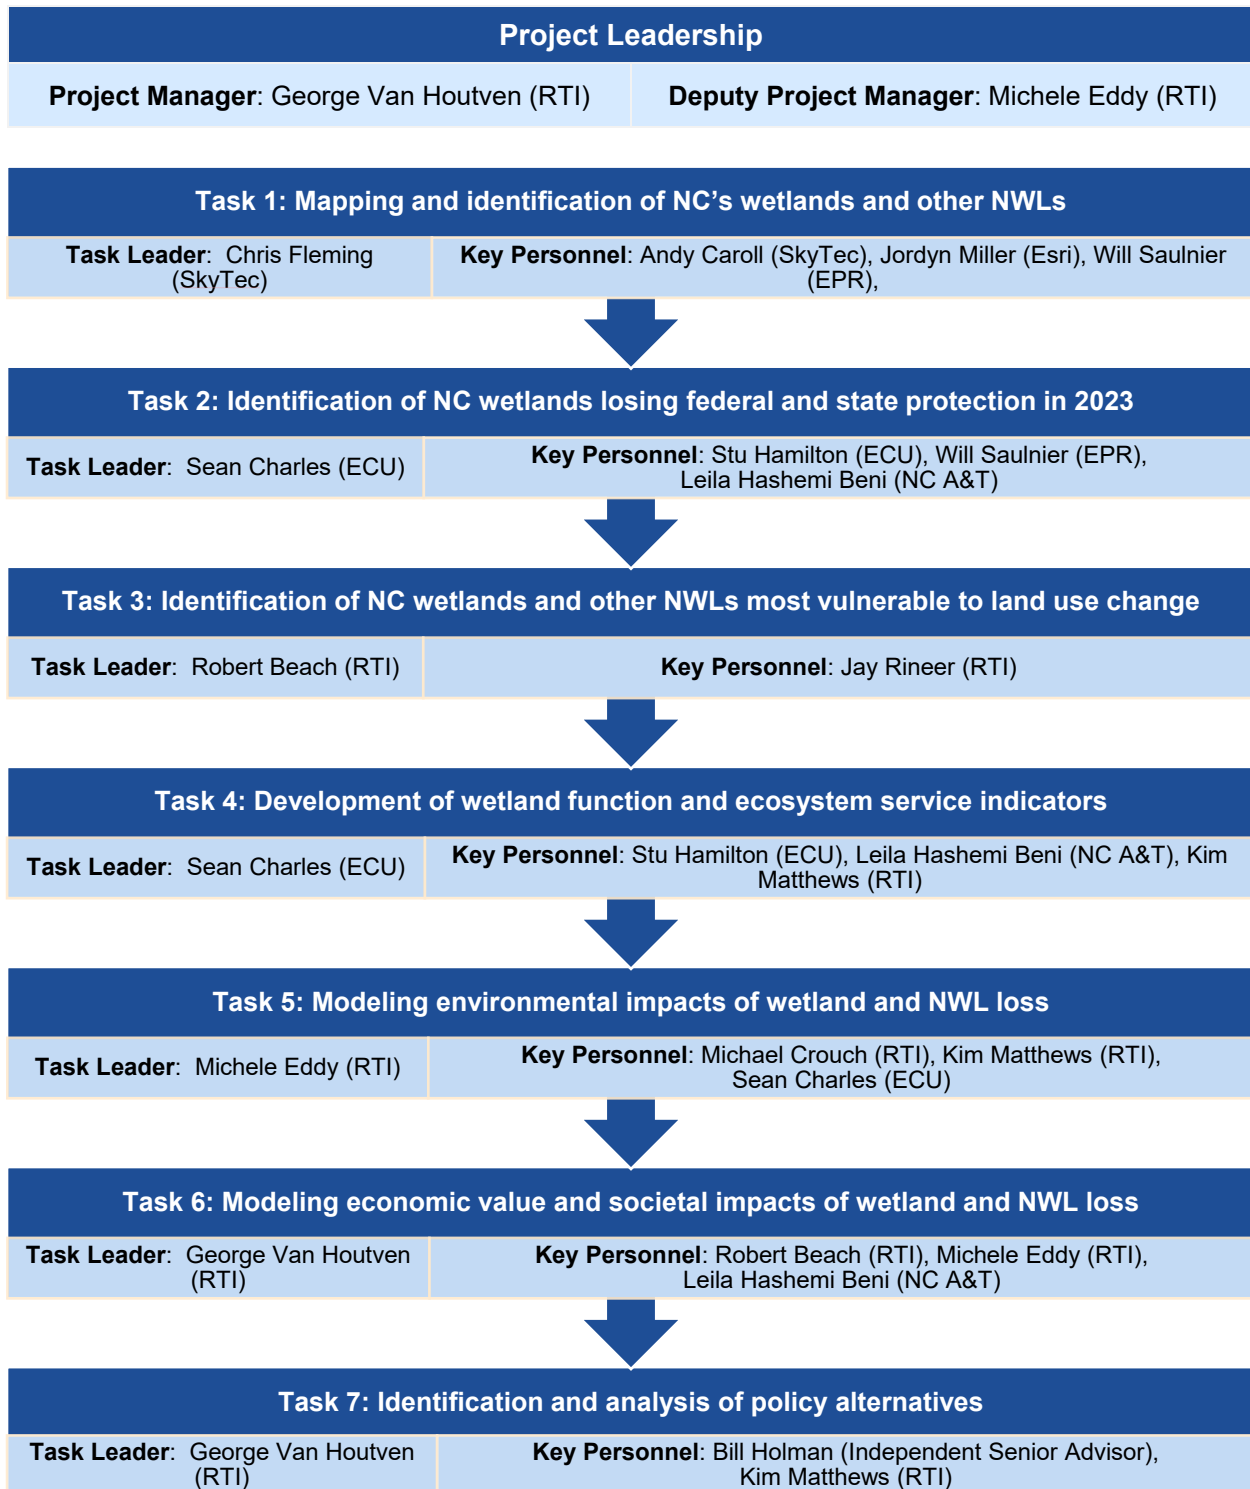 Project Leadership
Project Manager: George Van Houtven (RTI)
Deputy Project Manager: Michele Eddy (RTI)
Task 1: Mapping and identification of NC's wetlands and other NWLs
Task Leader:  Chris Fleming
(SkyTec)
Key Personnel: Andy Caroll (SkyTec), Jordyn Miller (Esri), Will Saulnier
(EPR),
Task 2: Identification of NC wetlands losing federal and state protection in 2023
Task Leader:  Sean Charles (ECU)
Key Personnel: Stu Hamilton (ECU), Will Saulnier (EPR),
Leila Hashemi Beni (NC A&T)
Task 3: Identification of NC wetlands and other NWLs most vulnerable to land use change
Task Leader:  Robert Beach (RTI)
Key Personnel: Jay Rineer (RTI)
Task 4: Development of wetland function and ecosystem service indicators
Task Leader:  Sean Charles (ECU)
Key Personnel: Stu Hamilton (ECU), Leila Hashemi Beni (NC A&T), Kim
Matthews (RTI)
Task 5: Modeling environmental impacts of wetland and NWL loss
Task Leader:  Michele Eddy (RTI)
Key Personnel: Michael Crouch (RTI), Kim Matthews (RTI),
Sean Charles (ECU)
Task 6: Modeling economic value and societal impacts of wetland and NWL loss
Task Leader:  George Van Houtven
(RTI)
Key Personnel: Robert Beach (RTI), Michele Eddy (RTI),
Leila Hashemi Beni (NC A&T)
Task 7: Identification and analysis of policy alternatives
Task Leader:  George Van Houtven
(RTI)
Key Personnel: Bill Holman (Independent Senior Advisor),
Kim Matthews (RTI)